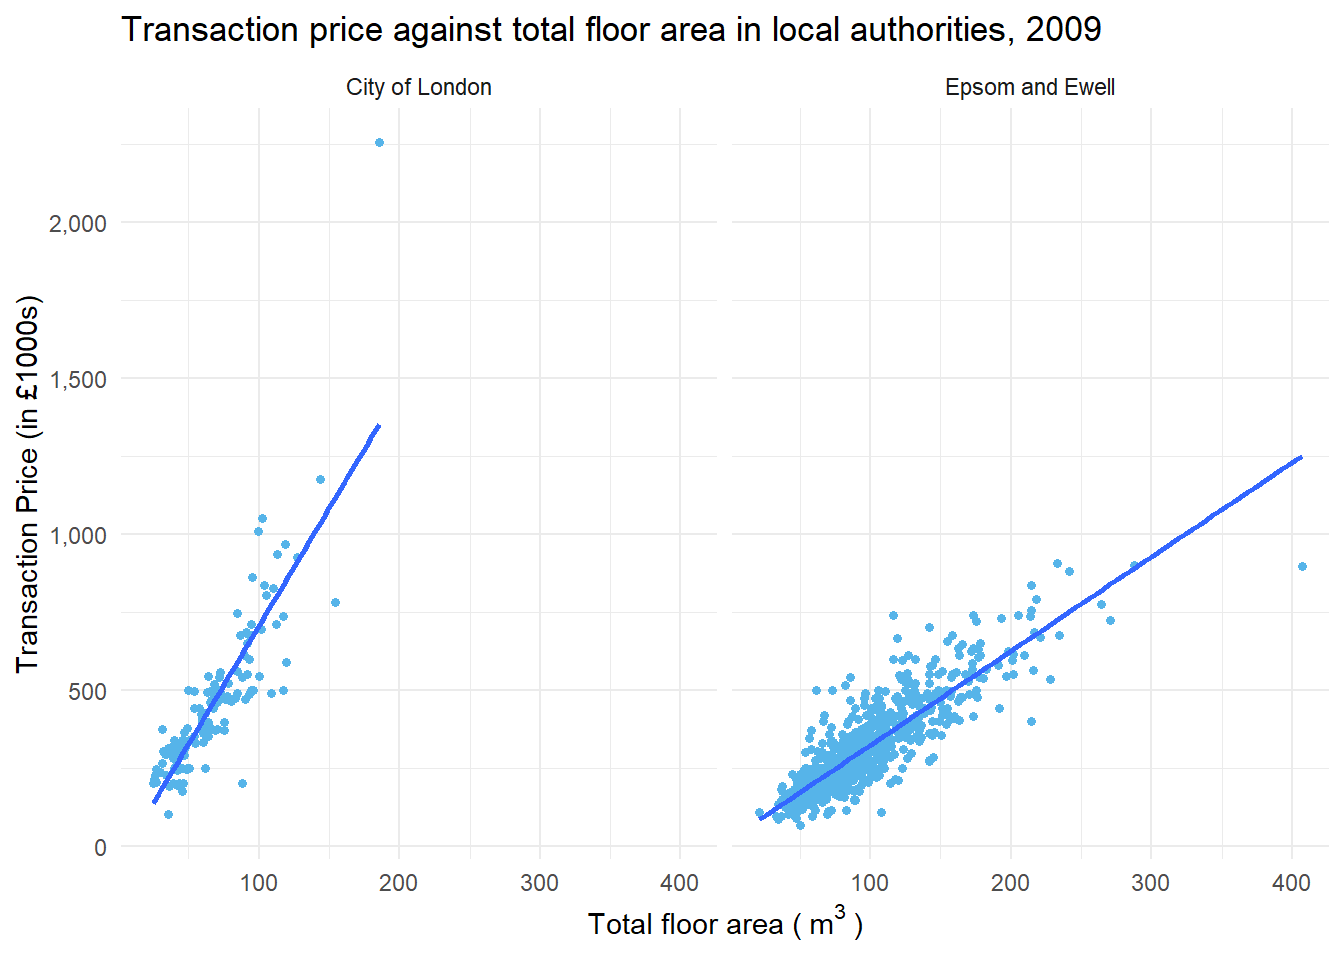 Transaction price against total floor area in local authorities, 2009
City of London
Epsom and Ewell
2,000
1,500
1,000
500
0
Transaction Price (in £1000s)
100 200 300 400
100 200 300 400
Total floor area ( m³ )